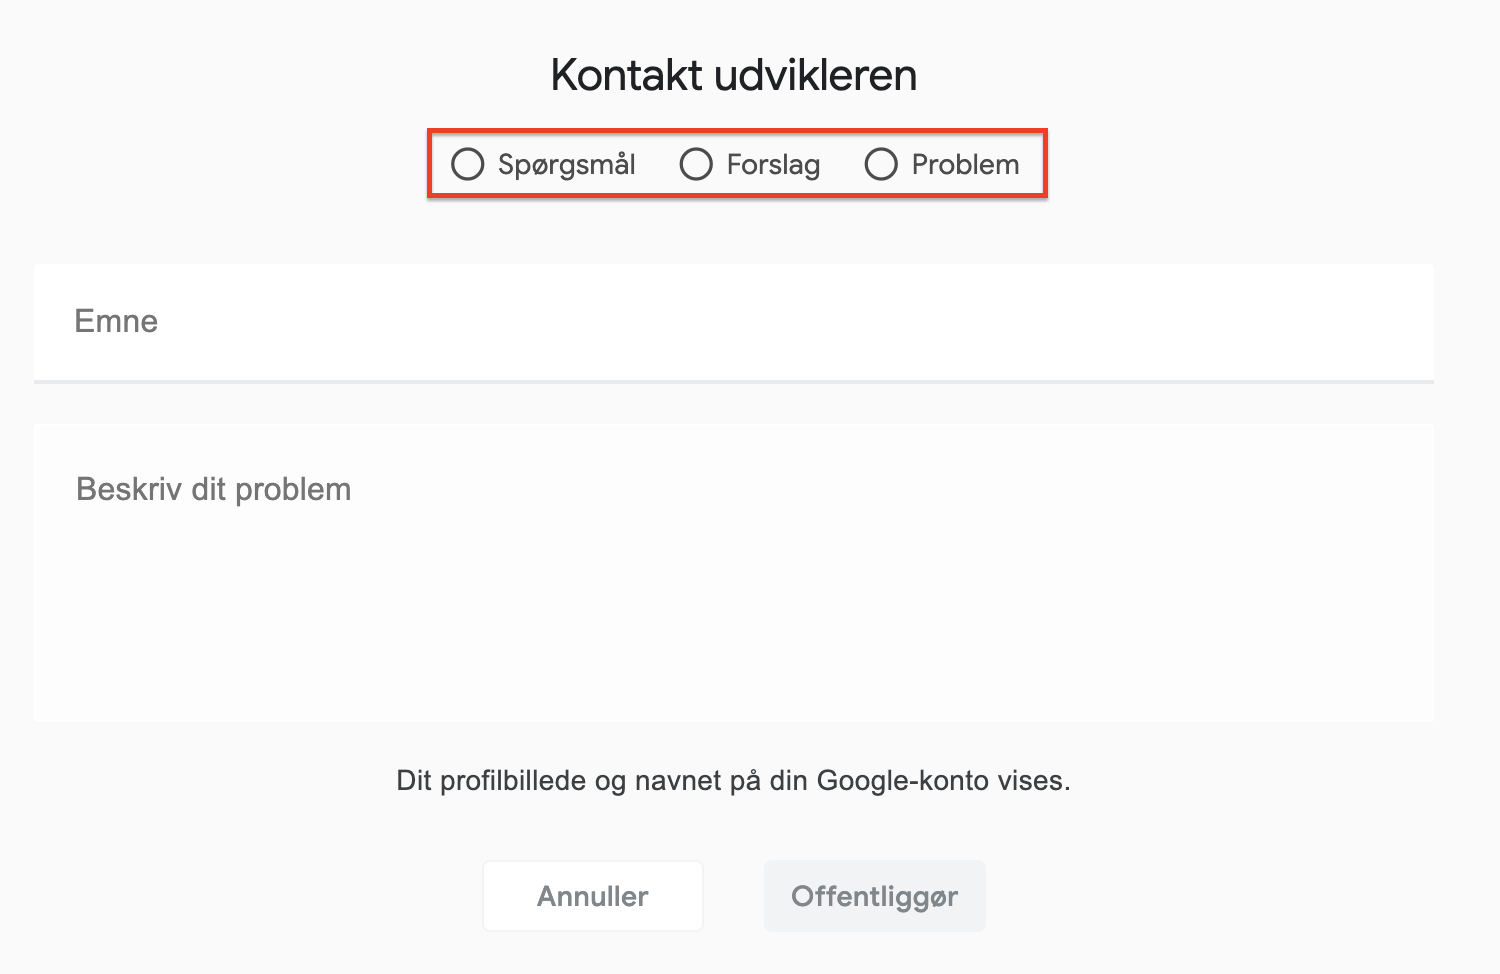 Kontakt udvikleren
Spørgsmål Forslag Problem
Emne
Beskriv dit problem
Dit profilbillede og navnet på din Google-konto vises.
Annuller Offentliggør